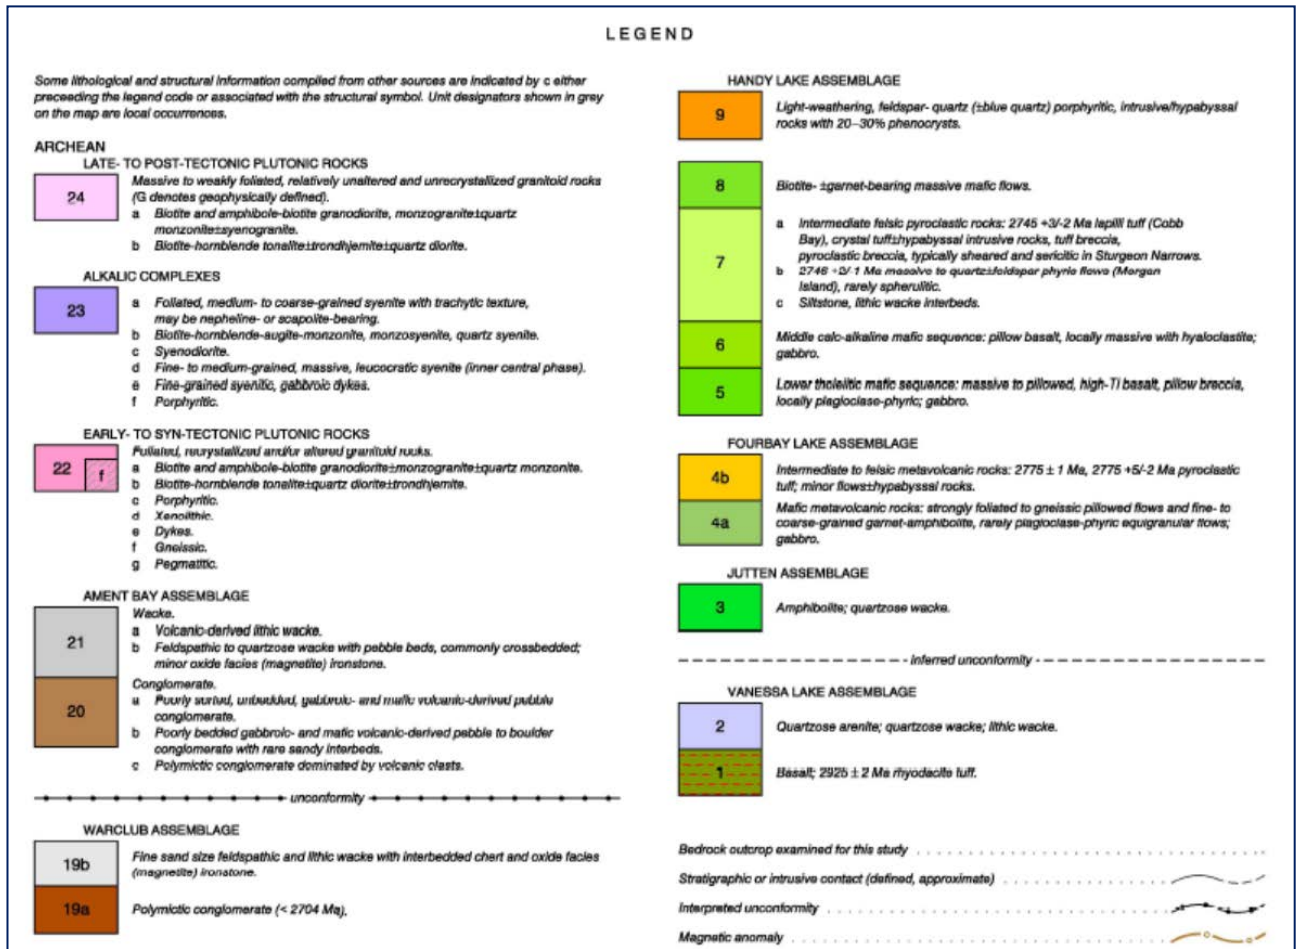 LEGEND
Some lithological and structural information compiled from other sources are indicated by c either
preceeding the legend code or associated with the structural symbol. Unit designators shown in grey
on the map are local occurrences.
ARCHEAN
LATE- TO POST-TECTONIC PLUTONIC ROCKS
24
Massive to weakly foliated, relatively unaltered and unrecrystallized granitoid rocks
(G denotes geophysically defined).
a Biotite and amphibole-biotite granodiorite, monzogranite±quartz
monzonite±syenogranite.
b Biotite-hornblende tonalite±trondhjemite±quartz diorite.
ALKALIC COMPLEXES
23
a Foliated, medium- to coarse-grained syenite with trachytic texture,
may be nepheline- or scapolite-bearing.
b Biotite-hornblende-augite-monzonite, monzosyenite, quartz syenite.
c Syenodiorite.
d Fine- to medium-grained, massive, leucocratic syenite (inner central phase).
e Fine-grained syenitic, gabbroic dykes.
f Porphyritic.
EARLY- TO SYN-TECTONIC PLUTONIC ROCKS
22 f
Foliated, recrystallized and/or altered granitoid rocks.
a Biotite and amphibole-biotite granodiorite±monzogranite±quartz monzonite.
b Biotite-hornblende tonalite±quartz diorite±trondhjemite.
c Porphyritic.
d Xenolithic.
e Dykes.
f Gneissic.
g Pegmatitic.
AMENT BAY ASSEMBLAGE
21
Wacke.
a Volcanic-derived lithic wacke.
b Feldspathic to quartzose wacke with pebble beds, commonly crossbedded;
minor oxide facies (magnetite) ironstone.
20
Conglomerate.
a Poorly sorted, unbedded, gabbroic- and mafic volcanic-derived pebble
conglomerate.
b Poorly bedded gabbroic- and mafic volcanic-derived pebble to boulder
conglomerate with rare sandy interbeds.
c Polymictic conglomerate dominated by volcanic clasts.
unconformity
WARCLUB ASSEMBLAGE
19b
Fine sand size feldspathic and lithic wacke with interbedded chert and oxide facies
(magnetite) ironstone.
19a
Polymictic conglomerate (< 2704 Ma),
HANDY LAKE ASSEMBLAGE
9
Light-weathering, feldspar- quartz (±blue quartz) porphyritic, intrusive/hypabyssal
rocks with 20–30% phenocrysts.
8
Biotite- ±garnet-bearing massive mafic flows.
7
a Intermediate felsic pyroclastic rocks: 2745 +3/-2 Ma lapilli tuff (Cobb
Bay), crystal tuff±hypabyssal intrusive rocks, tuff breccia,
pyroclastic breccia, typically sheared and sericitic in Sturgeon Narrows.
b 2746 +2/-1 Ma massive to quartz±feldspar phyric flows (Morgan
Island), rarely spherulitic.
c Siltstone, lithic wacke interbeds.
6
Middle calc-alkaline mafic sequence: pillow basalt, locally massive with hyaloclastite;
gabbro.
5
Lower tholeiitic mafic sequence: massive to pillowed, high-Ti basalt, pillow breccia,
locally plagioclase-phyric; gabbro.
FOURBAY LAKE ASSEMBLAGE
4b
Intermediate to felsic metavolcanic rocks: 2775 ± 1 Ma, 2775 +5/-2 Ma pyroclastic
tuff; minor flows±hypabyssal rocks.
4a
Mafic metavolcanic rocks: strongly foliated to gneissic pillowed flows and fine- to
coarse-grained garnet-amphibolite, rarely plagioclase-phyric equigranular flows;
gabbro.
JUTTEN ASSEMBLAGE
3
Amphibolite; quartzose wacke.
inferred unconformity
VANESSA LAKE ASSEMBLAGE
2
Quartzose arenite; quartzose wacke; lithic wacke.
1
Basalt; 2925 ± 2 Ma rhyodacite tuff.
Bedrock outcrop examined for this study
Stratigraphic or intrusive contact (defined, approximate)
Interpreted unconformity
Magnetic anomaly